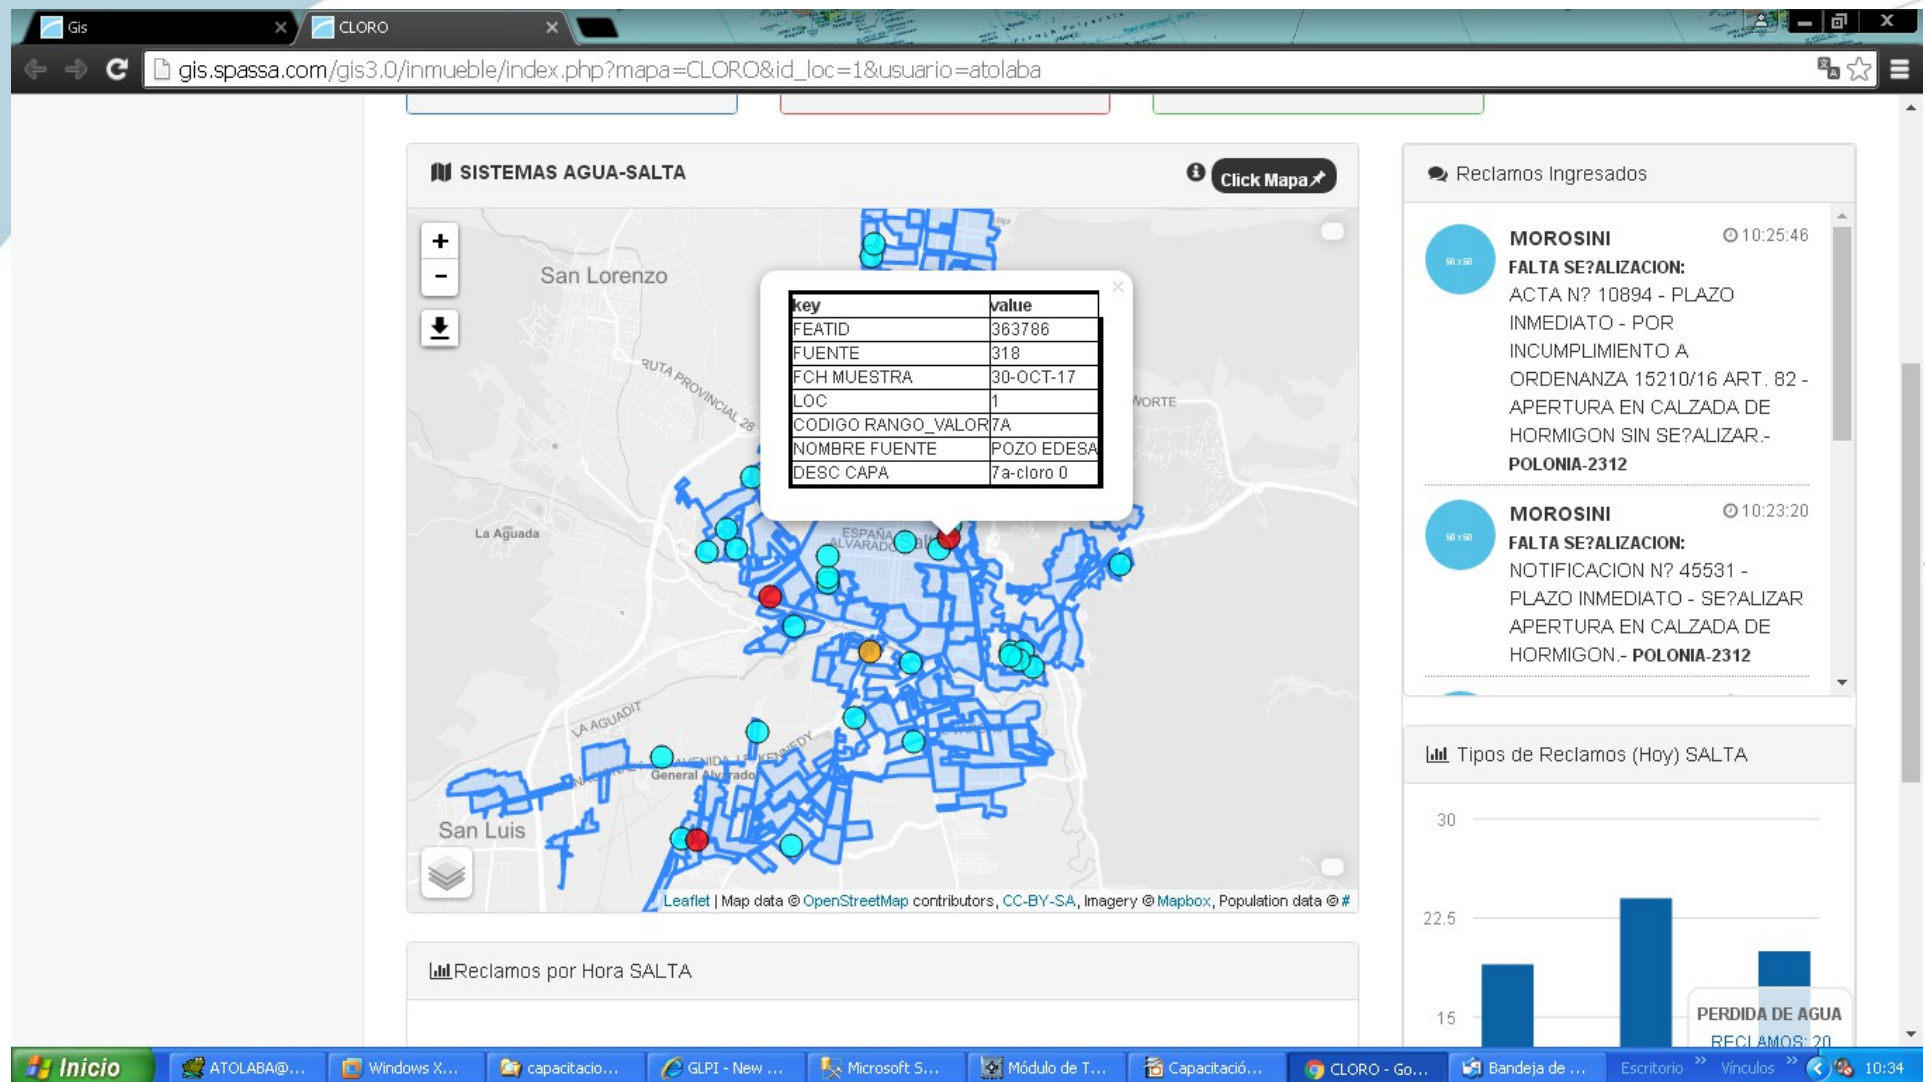 Gis
CLORO
gis.spassa.com/gis3.0/inmueble/index.php?mapa=CLORO&id_loc=1&usuario=atolaba
SISTEMAS AGUA-SALTA
Click Mapa
+
-
San Lorenzo
RUTA PROVINCIAL 28
NORTE
La Aguada
ESPAÑA
ALVARADO
LA AGUADIT
AVENIDA J.F. KENNEDY
General Alvarado
San Luis
key value
FEATID 363786
FUENTE 318
FCH MUESTRA 30-OCT-17
LOC 1
CODIGO RANGO_VALOR 7A
NOMBRE FUENTE POZO EDESA
DESC CAPA 7a-cloro 0
Leaflet | Map data © OpenStreetMap contributors, CC-BY-SA, Imagery © Mapbox, Population data © #
Reclamos por Hora SALTA
Reclamos Ingresados
50 x 50
MOROSINI 10:25:46
FALTA SE?ALIZACION:
ACTA N? 10894 - PLAZO
INMEDIATO - POR
INCUMPLIMIENTO A
ORDENANZA 15210/16 ART. 82 -
APERTURA EN CALZADA DE
HORMIGON SIN SE?ALIZAR.-
POLONIA-2312
50 x 50
MOROSINI 10:23:20
FALTA SE?ALIZACION:
NOTIFICACION N? 45531 -
PLAZO INMEDIATO - SE?ALIZAR
APERTURA EN CALZADA DE
HORMIGON.- POLONIA-2312
Tipos de Reclamos (Hoy) SALTA
30
22.5
15
PERDIDA DE AGUA
RECLAMOS: 20
Inicio
ATOLABA@...
Windows X...
capacitacio...
GLPI - New ...
Microsoft S...
Módulo de T...
Capacitació...
CLORO - Go...
Bandeja de ...
Escritorio »
Vínculos »
10:34